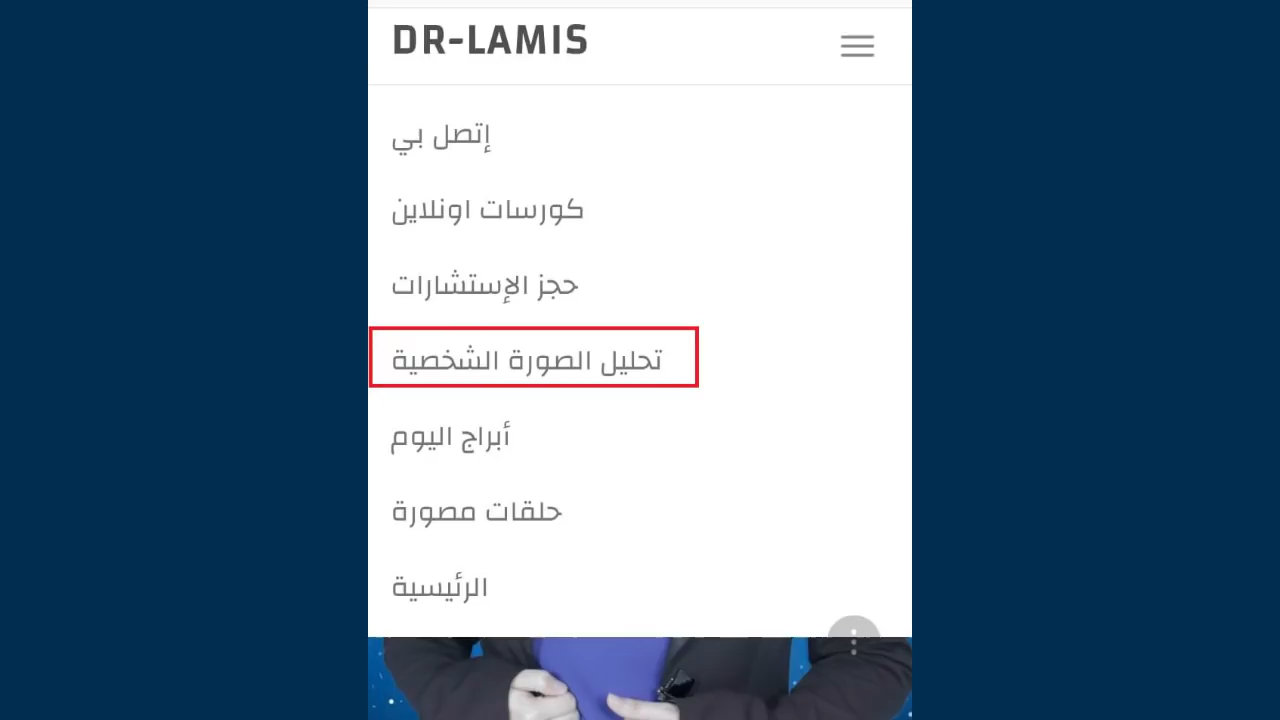 DR-LAMIS
إتصل بي
كورسات اونلاين
حجز الإستشارات
تحليل الصورة الشخصية
أبراج اليوم
حلقات مصورة
الرئيسية